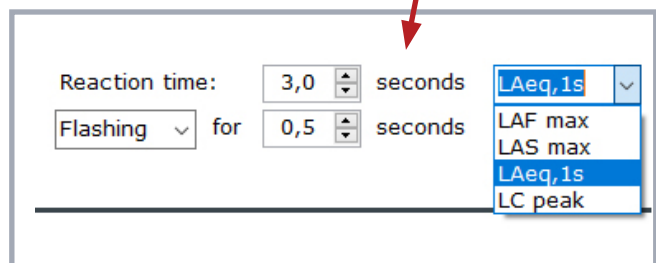 Reaction time: 3,0 seconds LAeq,1s
Flashing for 0,5 seconds
LAF max
LAS max
LAeq,1s
LC peak